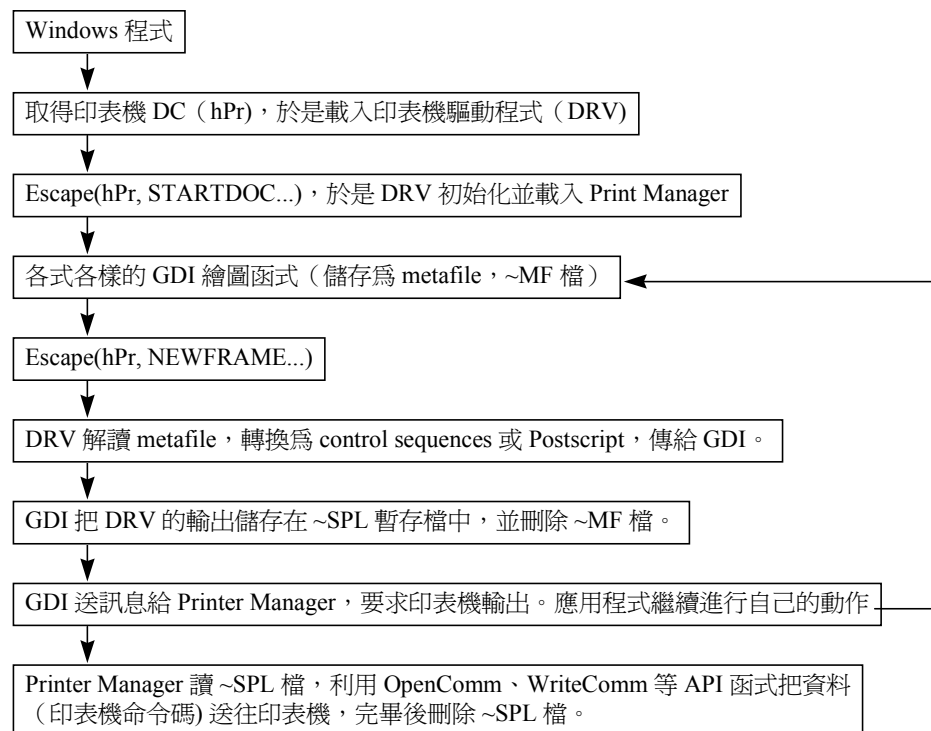 Windows 程式
取得印表機 DC（hPr)，於是載入印表機驅動程式（DRV)
Escape(hPr, STARTDOC...)，於是 DRV 初始化並載入 Print Manager
各式各樣的 GDI 繪圖函式（儲存為 metafile，~MF 檔）
Escape(hPr, NEWFRAME...)
DRV 解讀 metafile，轉換為 control sequences 或 Postscript，傳給 GDI。
GDI 把 DRV 的輸出儲存在 ~SPL 暫存檔中，並刪除 ~MF 檔。
GDI 送訊息給 Printer Manager，要求印表機輸出。應用程式繼續進行自己的動作
Printer Manager 讀 ~SPL 檔，利用 OpenComm、WriteComm 等 API 函式把資料
（印表機命令碼) 送往印表機，完畢後刪除 ~SPL 檔。